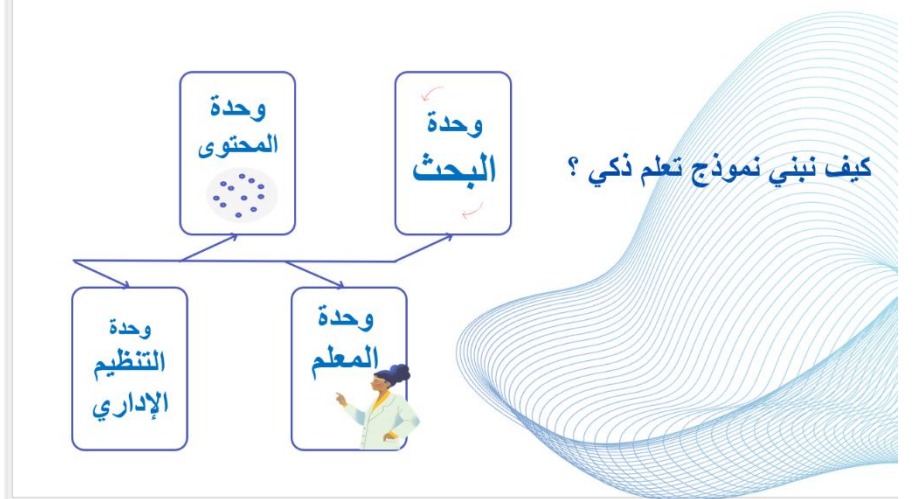 كيف نبني نموذج تعلم ذكي ؟
وحدة
البحث
وحدة
المحتوى
وحدة
المعلم
وحدة
التنظيم
الإداري